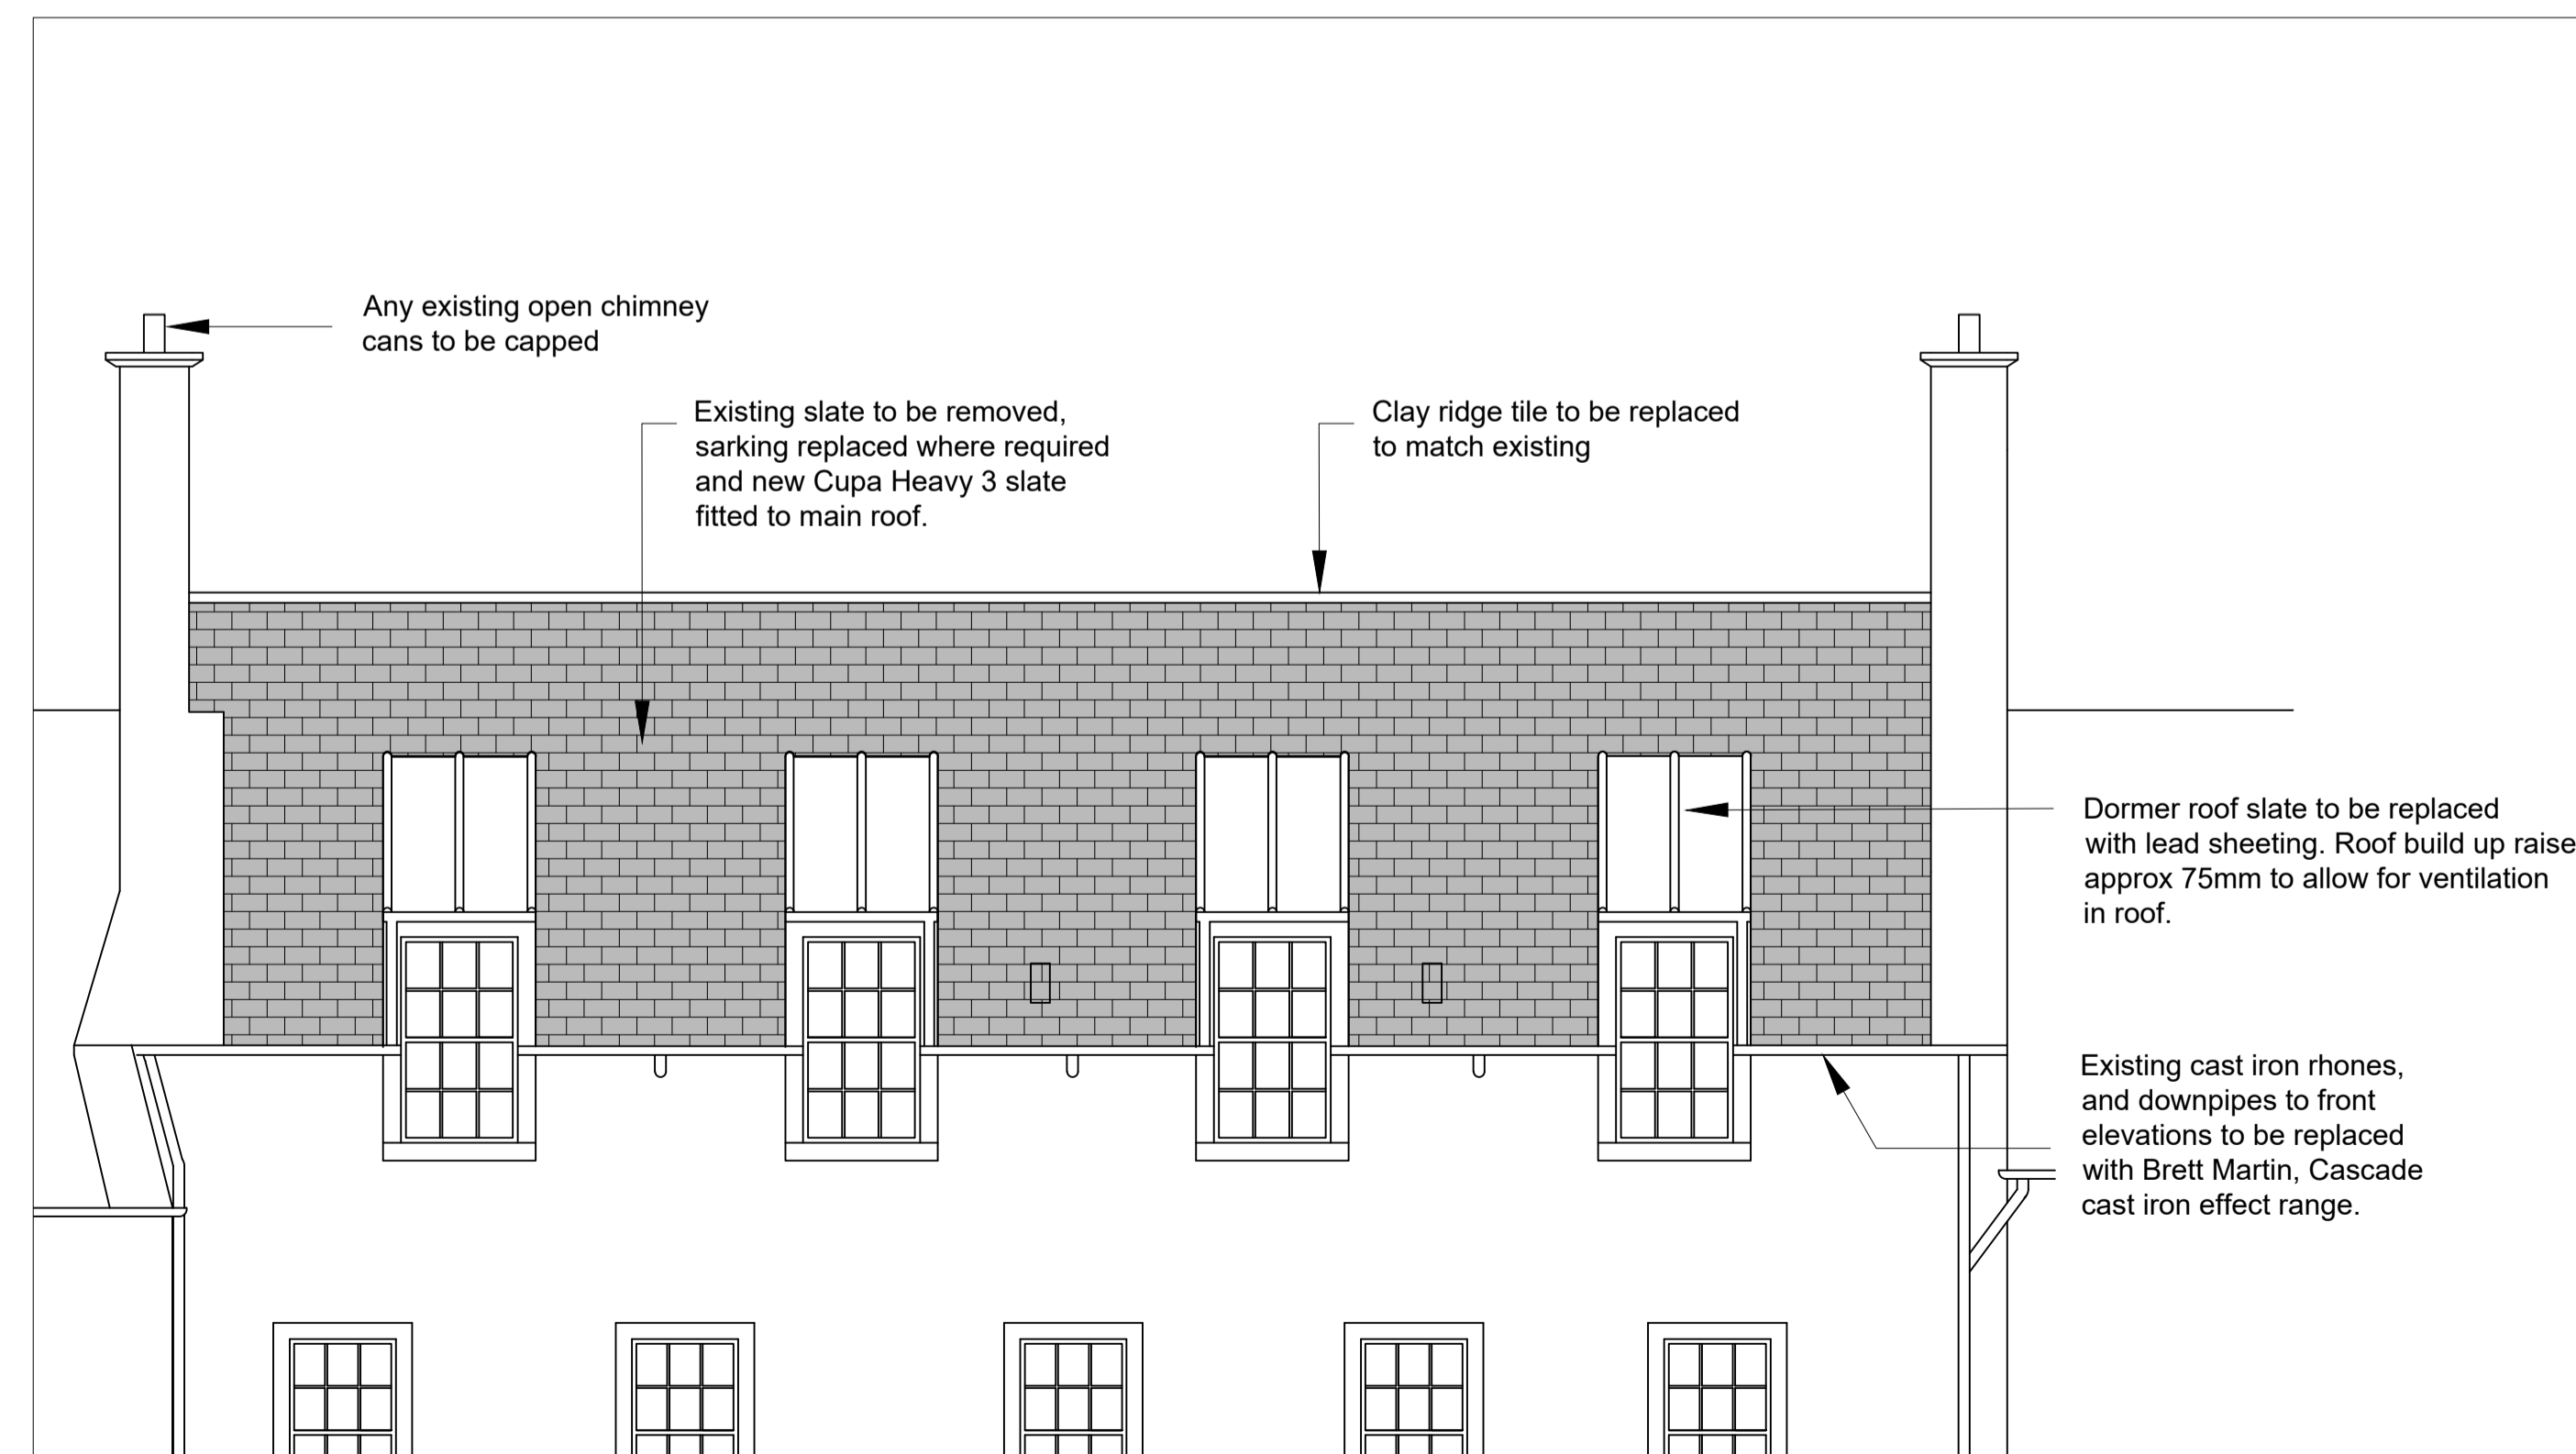 Any existing open chimney
cans to be capped
Existing slate to be removed,
sarking replaced where required
and new Cupa Heavy 3 slate
fitted to main roof.
Clay ridge tile to be replaced
to match existing
Dormer roof slate to be replaced
with lead sheeting. Roof build up raise
approx 75mm to allow for ventilation
in roof.
Existing cast iron rhones,
and downpipes to front
elevations to be replaced
with Brett Martin, Cascade
cast iron effect range.